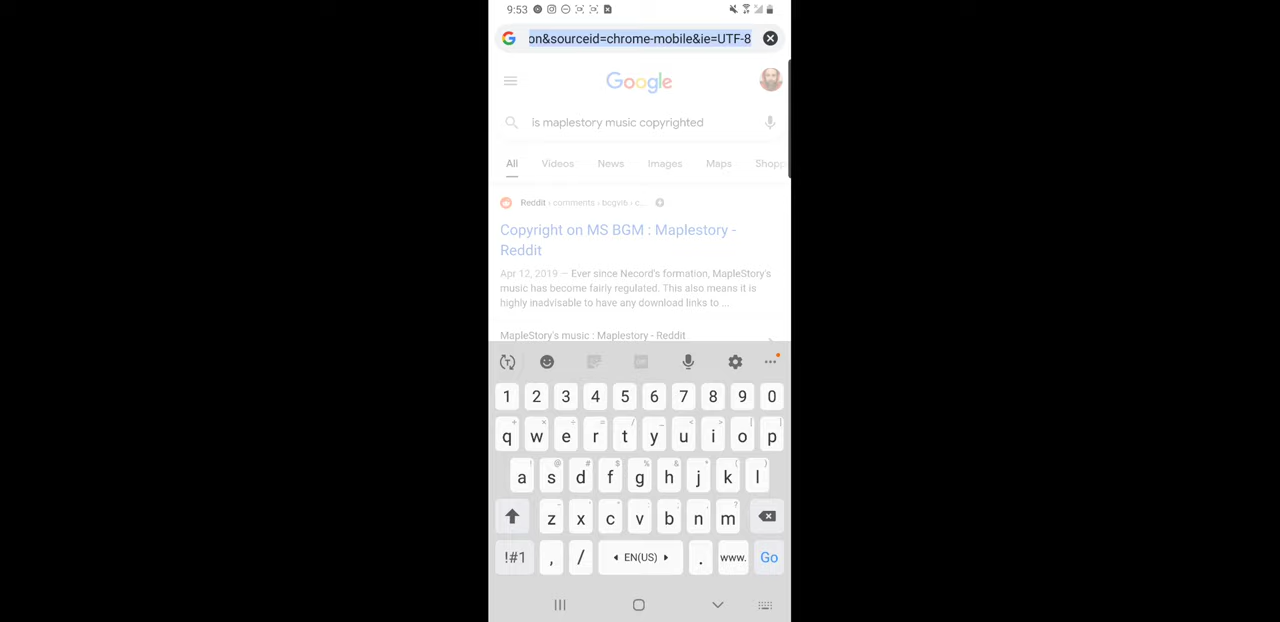 9:53
on&sourceid=chrome-mobile&ie=UTF-8
Google
is maplestory music copyrighted
All Videos News Images Maps Shopp
Reddit › comments › bcgvi6 › c...
Copyright on MS BGM : Maplestory -
Reddit
Apr 12, 2019 — Ever since Necord's formation, MapleStory's
music has become fairly regulated. This also means it is
highly inadvisable to have any download links to ...
MapleStory's music : Maplestory - Reddit
1 2 3 4 5 6 7 8 9 0
q w e r t y u i o p
a s d f g h j k l
z x c v b n m
!#1 , / EN(US) . www. Go